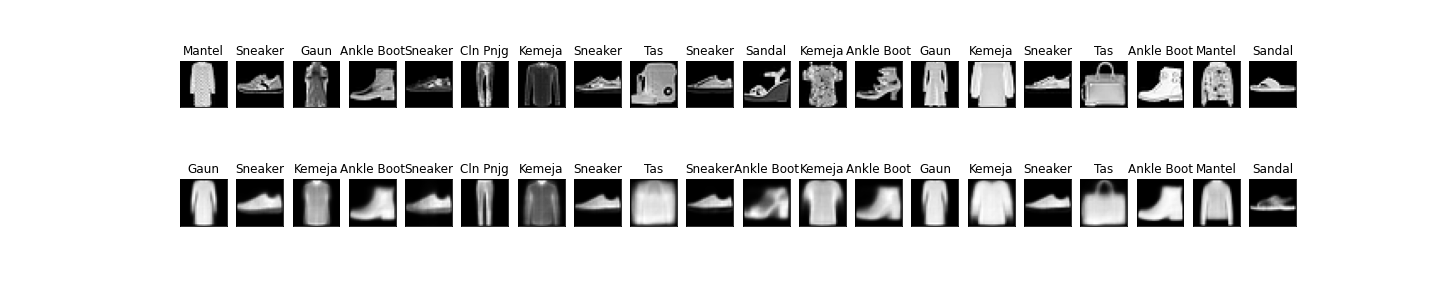 Mantel Sneaker Gaun Ankle Boot Sneaker Cln Pnjg Kemeja Sneaker Tas Sneaker Sandal Kemeja Ankle Boot Gaun Kemeja Sneaker Tas Ankle Boot Mantel Sandal
Gaun Sneaker Kemeja Ankle Boot Sneaker Cln Pnjg Kemeja Sneaker Tas Sneaker Ankle Boot Kemeja Ankle Boot Gaun Kemeja Sneaker Tas Ankle Boot Mantel Sandal